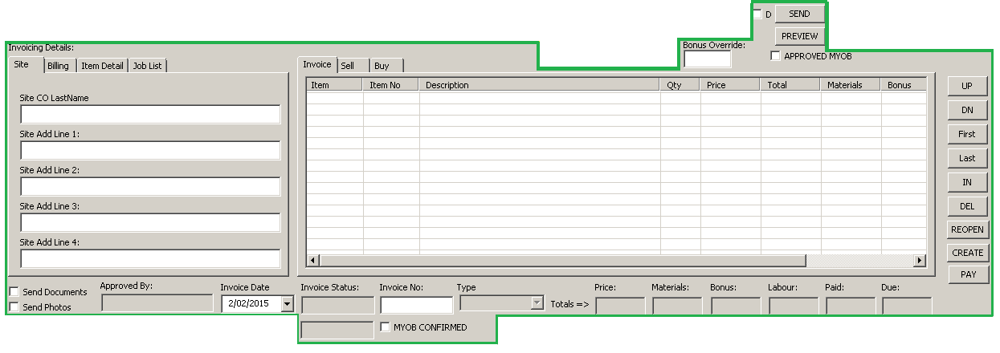 D SEND
PREVIEW
Invoicing Details:
Bonus Override:
APPROVED MYOB
Site Billing Item Detail Job List
Invoice Sell Buy
Item Item No Description Qty Price Total Materials Bonus
Site CO LastName
Site Add Line 1:
Site Add Line 2:
Site Add Line 3:
Site Add Line 4:
UP
DN
First
Last
IN
DEL
REOPEN
CREATE
PAY
Send Documents
Send Photos
Approved By:
Invoice Date
2/02/2015
Invoice Status:
Invoice No:
Type
Totals =>
Price: Materials: Bonus: Labour: Paid: Due:
MYOB CONFIRMED